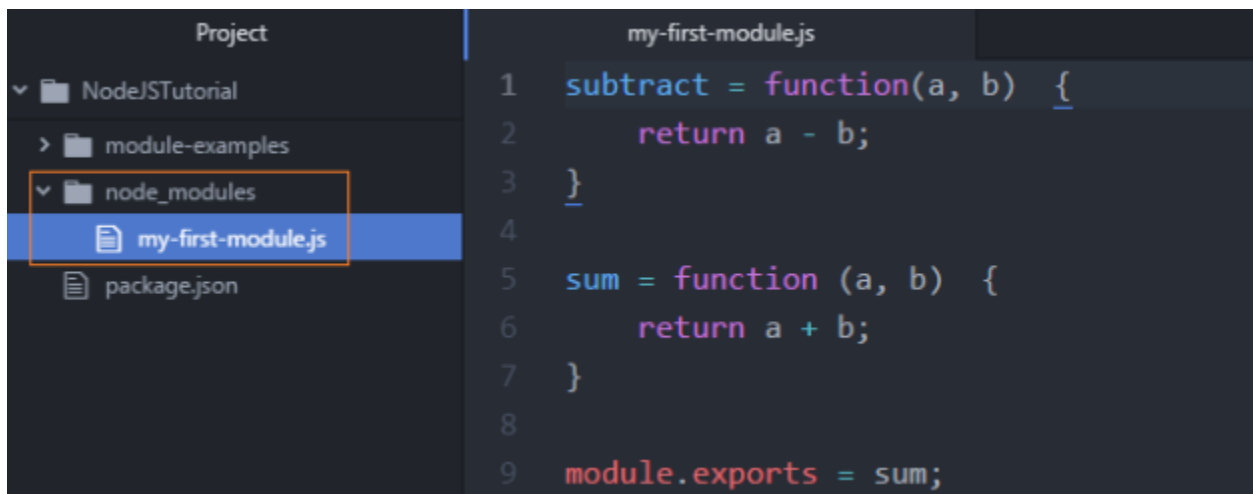 Project
NodeJSTutorial
module-examples
node_modules
my-first-module.js
package.json
my-first-module.js
1 subtract = function(a, b)  {
2     return a - b;
3 }
4
5 sum = function (a, b)  {
6     return a + b;
7 }
8
9 module.exports = sum;